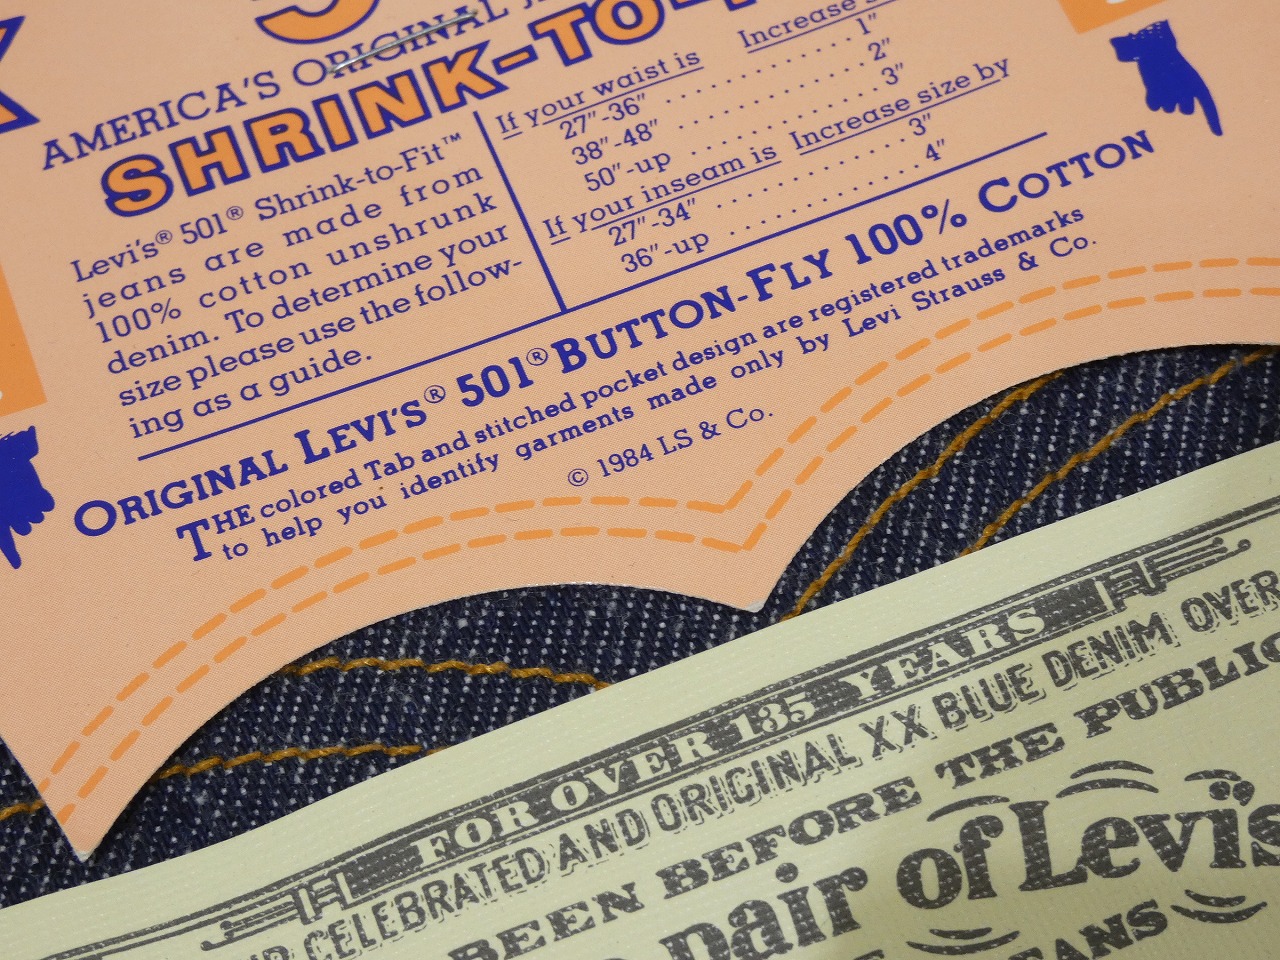 AMERICA'S ORIGINAL
SHRINK-TO-
Levi's® 501® Shrink-to-Fit™
jeans are made from
100% cotton unshrunk
denim. To determine your
size please use the follow-
ing as a guide.
If your waist is Increase
27"-36" . . . . . . . . . . . . 1"
38"-48" . . . . . . . . . . . . 2"
50"-up . . . . . . . . . . . . 3"
If your inseam is Increase size by
27"-34" . . . . . . . . . . . . 3"
36"-up . . . . . . . . . . . . 4"
ORIGINAL LEVI'S® 501® BUTTON-FLY 100% COTTON
THE colored Tab and stitched pocket design are registered trademarks
to help you identify garments made only by Levi Strauss & Co.
© 1984 LS & Co.
FOR OVER 135 YEARS
CELEBRATED AND ORIGINAL XX BLUE DENIM OVER
BEEN BEFORE THE PUBLIC
pair of Levi's